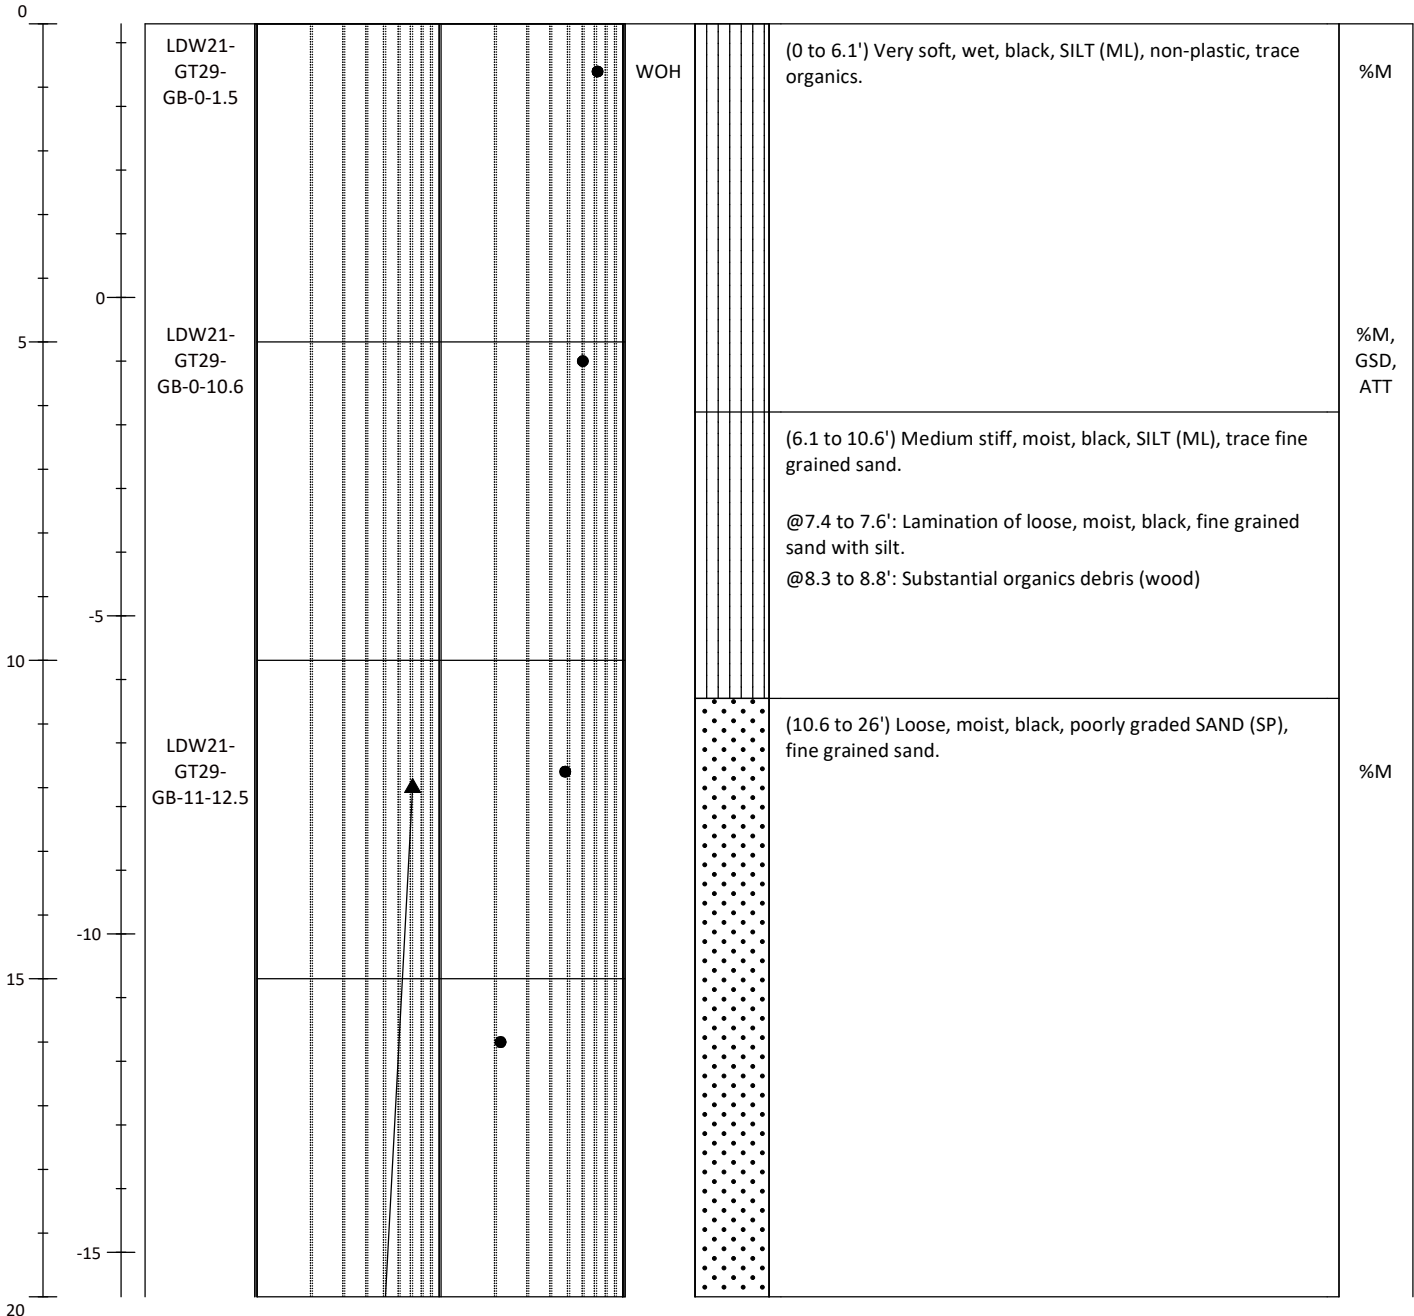 0
LDW21-
GT29-
GB-0-1.5
WOH
(0 to 6.1') Very soft, wet, black, SILT (ML), non-plastic, trace
organics.
%M
0
5
LDW21-
GT29-
GB-0-10.6
%M,
GSD,
ATT
(6.1 to 10.6') Medium stiff, moist, black, SILT (ML), trace fine
grained sand.
@7.4 to 7.6': Lamination of loose, moist, black, fine grained
sand with silt.
@8.3 to 8.8': Substantial organics debris (wood)
-5
10
LDW21-
GT29-
GB-11-12.5
(10.6 to 26') Loose, moist, black, poorly graded SAND (SP),
fine grained sand.
%M
-10
15
-15
20